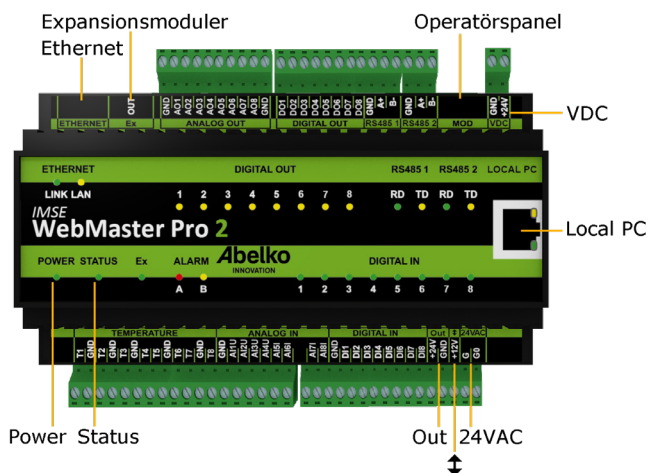 Expansionsmoduler
Operatörspanel
Ethernet
OUT
GND AO1 AO2 AO3 AO4 AO5 AO6 AO7 AO8 GND
DO1 DO2 DO3 DO4 DO5 DO6 DO7 DO8 GND A+ B- GND A+ B-
GND +24V
VDC
ETHERNET Ex ANALOG OUT DIGITAL OUT RS485 1 RS485 2 MOD VDC
ETHERNET DIGITAL OUT RS485 1 RS485 2 LOCAL PC
LINK LAN 1 2 3 4 5 6 7 8 RD TD RD TD
IMSE
WebMaster Pro 2
Local PC
POWER STATUS Ex ALARM Abelko DIGITAL IN
INNOVATION
A B 1 2 3 4 5 6 7 8
TEMPERATURE ANALOG IN DIGITAL IN Out ↕ 24VAC
T1 GND T2 GND T3 GND T4 T5 GND T6 T7 GND T8 GND AI1U AI2U GND AI3U AI4U GND AI5I AI6I
AI7I AI8I GND DI1 DI2 DI3 DI4 DI5 DI6 DI7 DI8 +24V GND +12V G G0
Power Status
Out 24VAC
↕